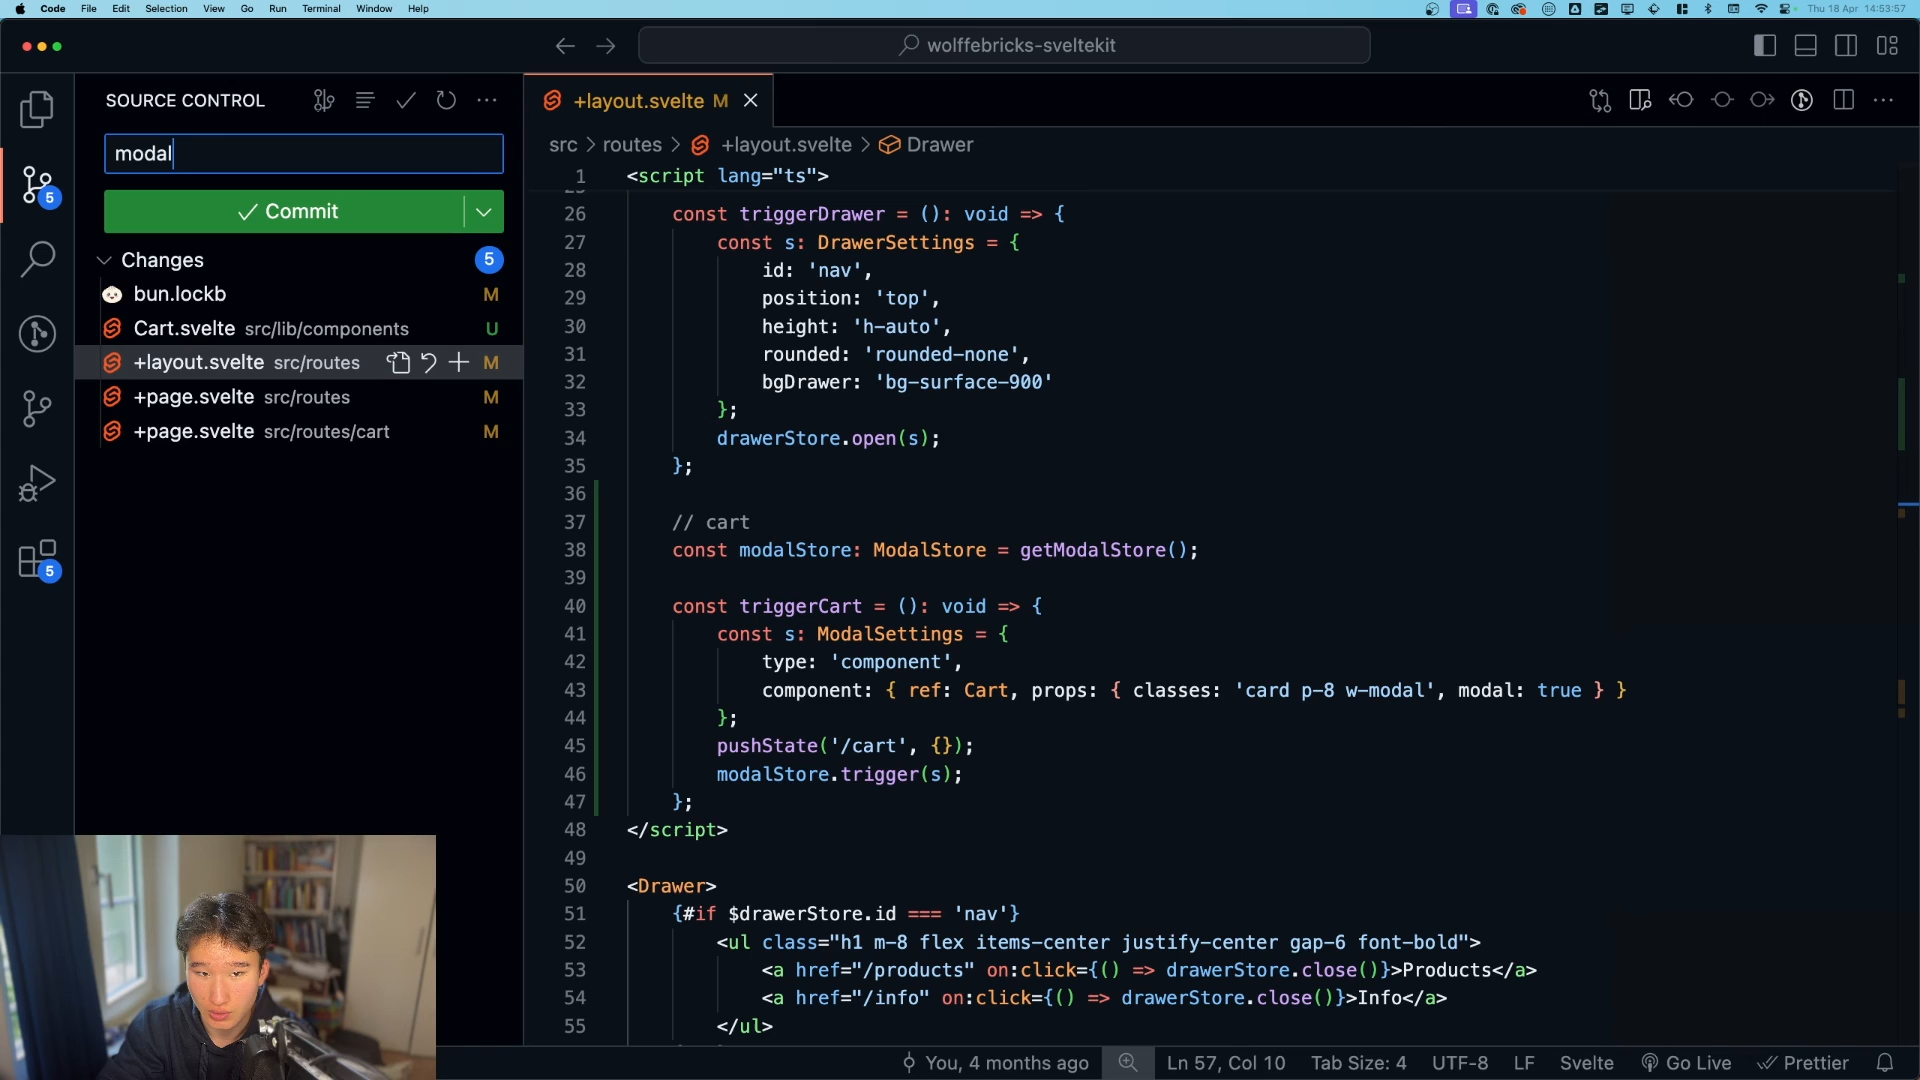 Code File Edit Selection View Go Run Terminal Window Help
Thu 18 Apr 14:53:57
wolffebricks-sveltekit
SOURCE CONTROL
modal
Commit
Changes 5
bun.lockb M
Cart.svelte src/lib/components U
+layout.svelte src/routes M
+page.svelte src/routes M
+page.svelte src/routes/cart M
5
5
+layout.svelte M
src > routes > +layout.svelte > Drawer
1 <script lang="ts">
26 const triggerDrawer = (): void => {
27 const s: DrawerSettings = {
28 id: 'nav',
29 position: 'top',
30 height: 'h-auto',
31 rounded: 'rounded-none',
32 bgDrawer: 'bg-surface-900'
33 };
34 drawerStore.open(s);
35 };
36
37 // cart
38 const modalStore: ModalStore = getModalStore();
39
40 const triggerCart = (): void => {
41 const s: ModalSettings = {
42 type: 'component',
43 component: { ref: Cart, props: { classes: 'card p-8 w-modal', modal: true } }
44 };
45 pushState('/cart', {});
46 modalStore.trigger(s);
47 };
48 </script>
49
50 <Drawer>
51 {#if $drawerStore.id === 'nav'}
52 <ul class="h1 m-8 flex items-center justify-center gap-6 font-bold">
53 <a href="/products" on:click={() => drawerStore.close()}>Products</a>
54 <a href="/info" on:click={() => drawerStore.close()}>Info</a>
55 </ul>
You, 4 months ago Ln 57, Col 10 Tab Size: 4 UTF-8 LF Svelte Go Live Prettier